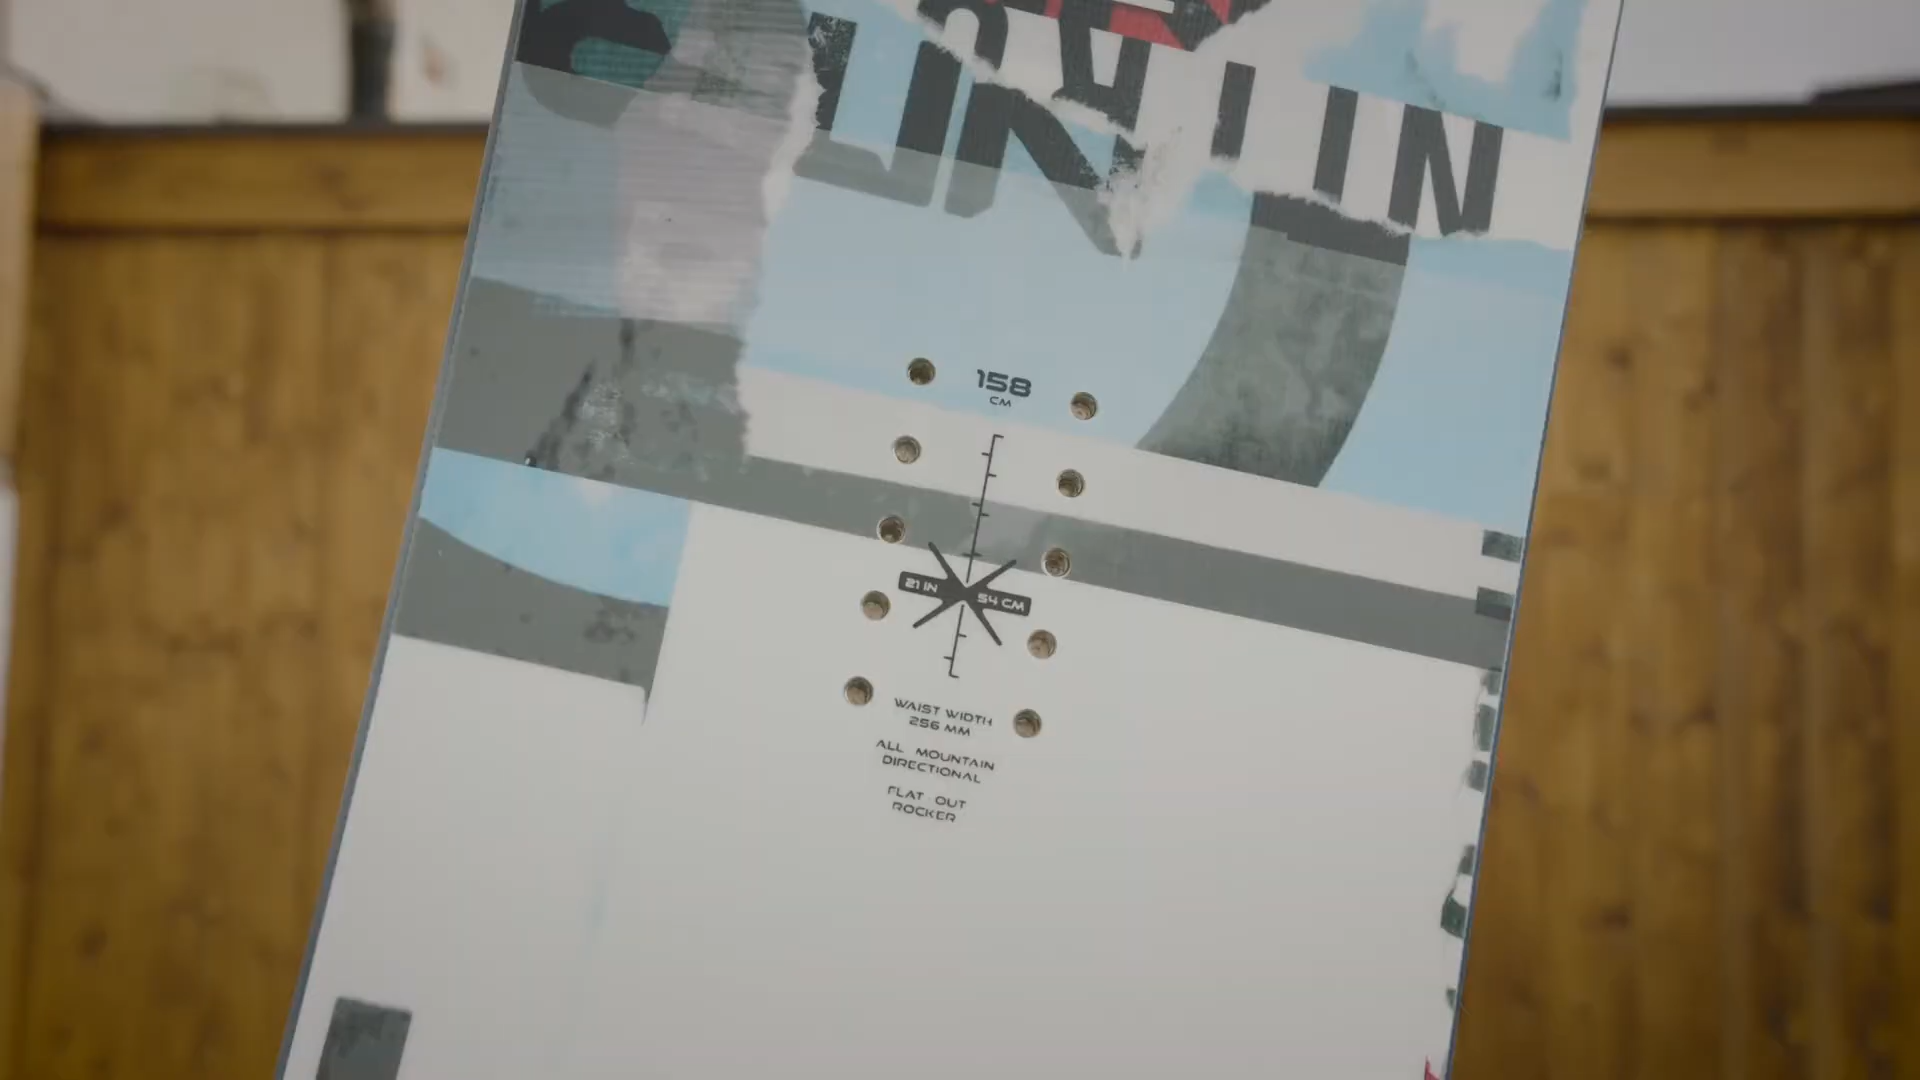 158
CM
21 IN 54 CM
WAIST WIDTH
256 MM
ALL MOUNTAIN
DIRECTIONAL
FLAT OUT
ROCKER